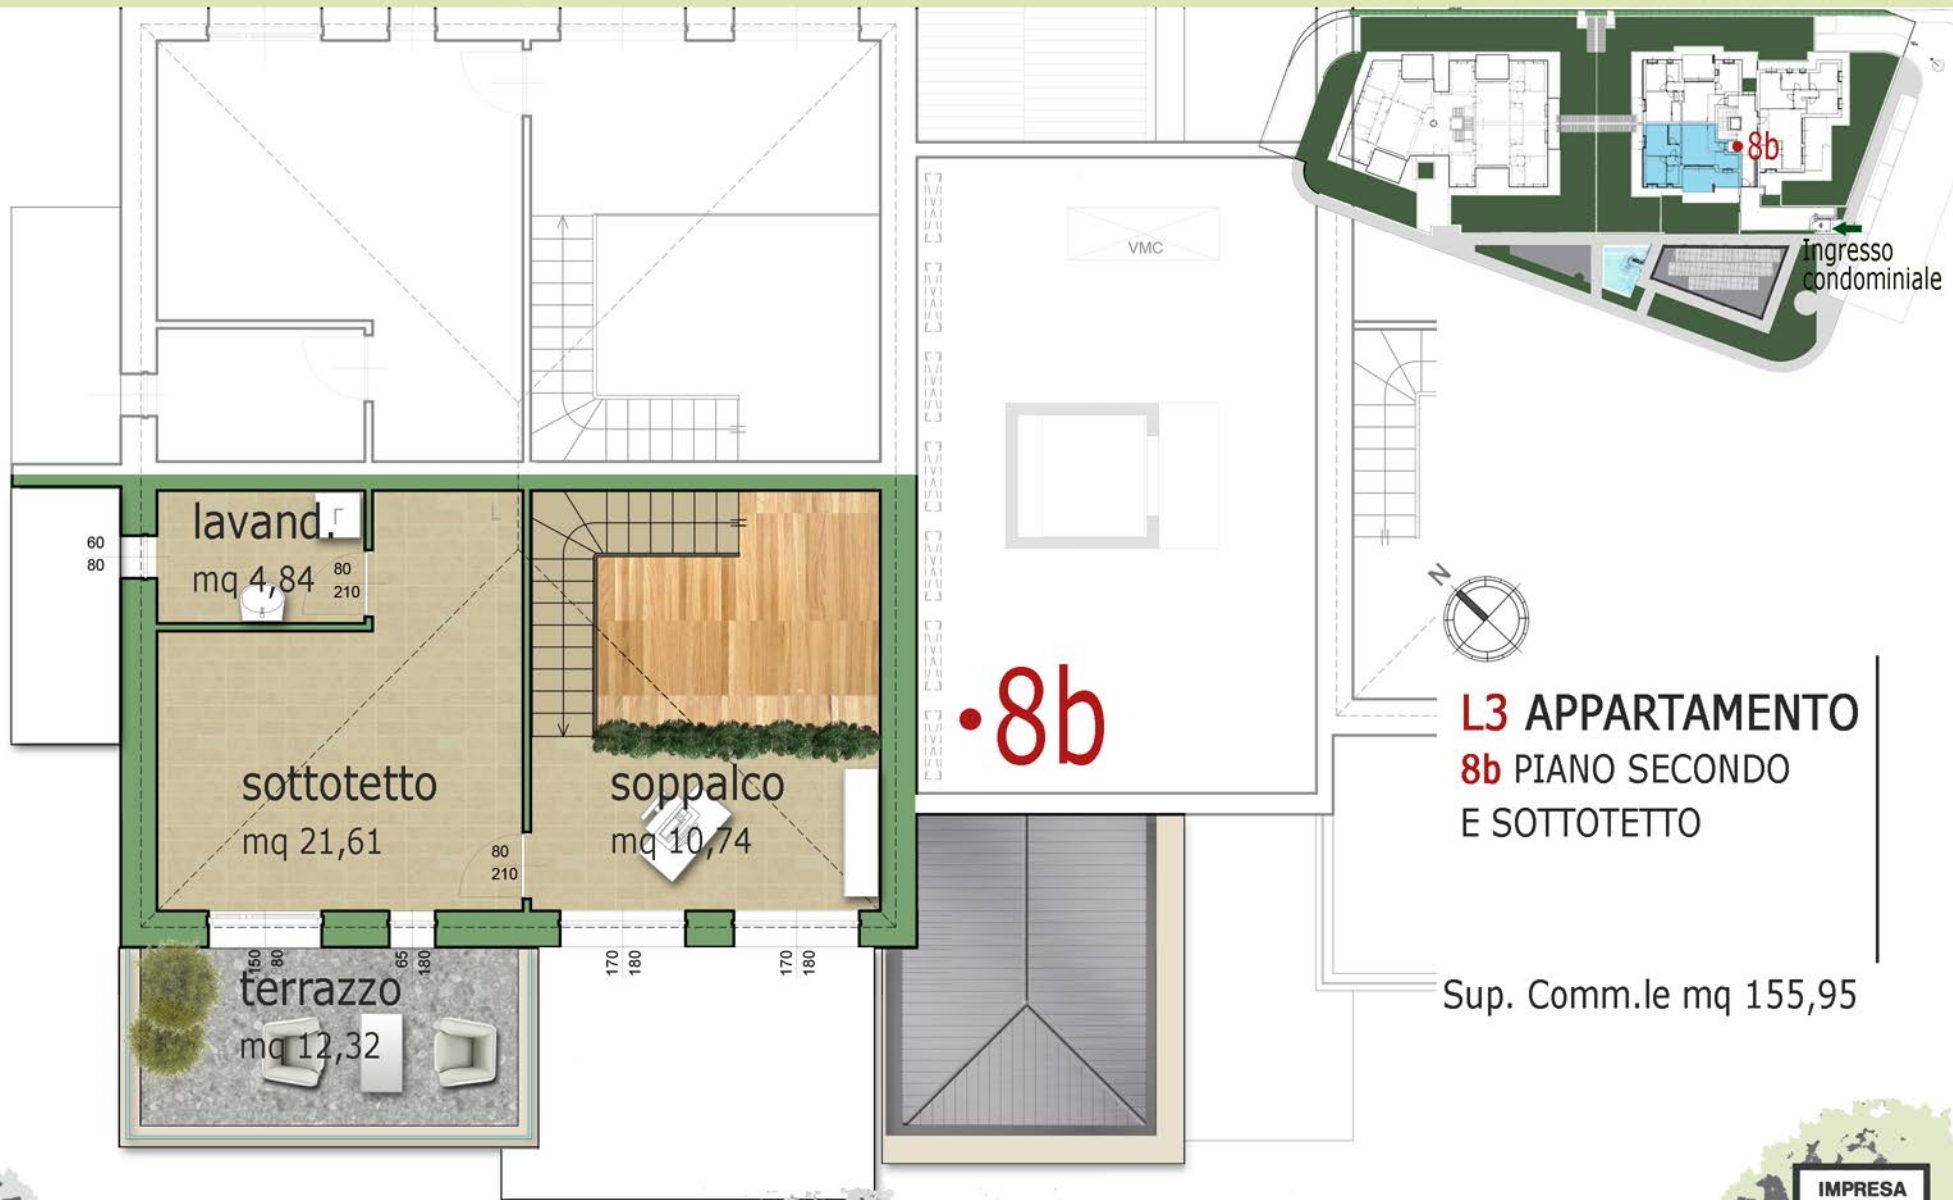 VMC
8b
Ingresso
condominiale
lavand.
mq 4,84
60
80
80
210
L
N
•8b
L3 APPARTAMENTO
8b PIANO SECONDO
E SOTTOTETTO
sottotetto
mq 21,61
soppalco
mq 10,74
80
210
150
80
65
180
170
180
170
180
terrazzo
mq 12,32
Sup. Comm.le mq 155,95
IMPRESA